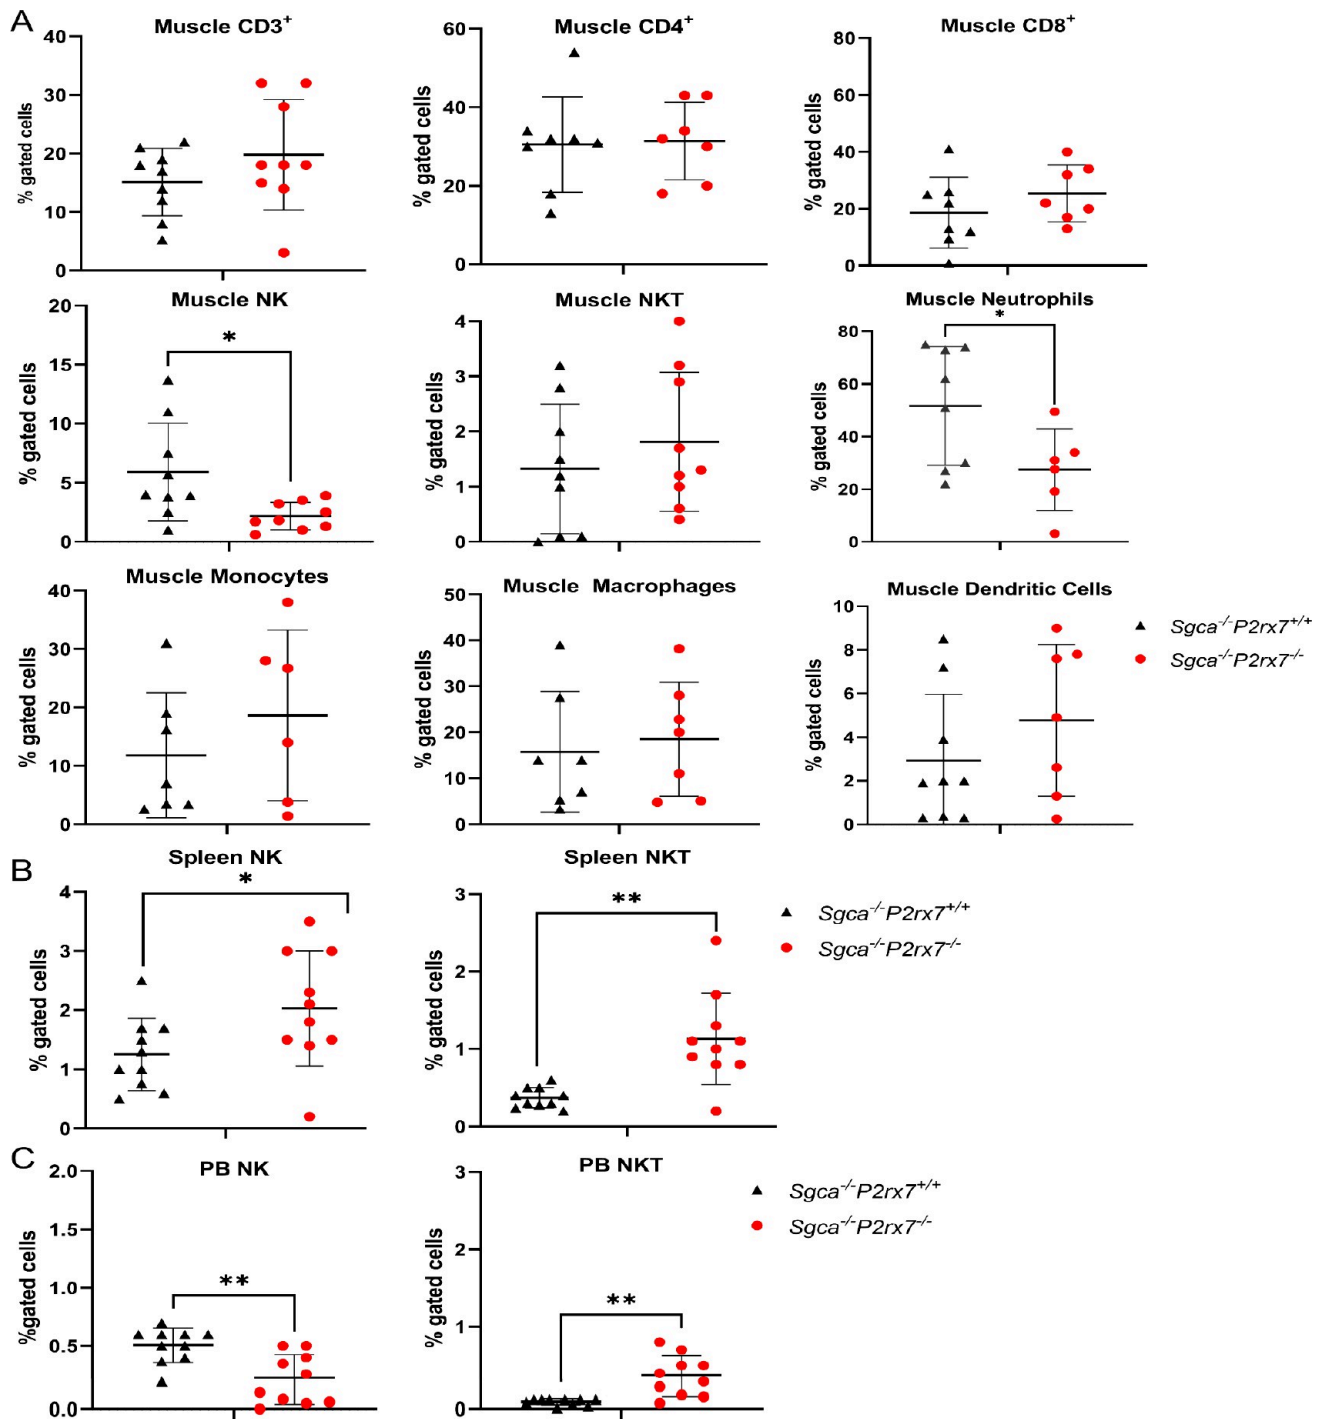 A
Muscle CD3+
Muscle CD4+
Muscle CD8+
% gated cells
40
30
20
10
0
% gated cells
60
40
20
0
% gated cells
80
60
40
20
0
Muscle NK
Muscle NKT
Muscle Neutrophils
% gated cells
20
15
10
5
0
*
% gated cells
4
3
2
1
0
% gated cells
80
60
40
20
0
*
Muscle Monocytes
Muscle Macrophages
Muscle Dendritic Cells
% gated cells
40
30
20
10
0
% gated cells
50
40
30
20
10
0
% gated cells
10
8
6
4
2
0
Sgca-/-P2rx7+/+
Sgca-/-P2rx7-/-
B
Spleen NK
Spleen NKT
% gated cells
4
3
2
1
0
*
% gated cells
3
2
1
0
**
Sgca-/-P2rx7+/+
Sgca-/-P2rx7-/-
C
PB NK
PB NKT
%gated cells
2.0
1.5
1.0
0.5
0.0
**
% gated cells
3
2
1
0
**
Sgca-/-P2rx7+/+
Sgca-/-P2rx7-/-